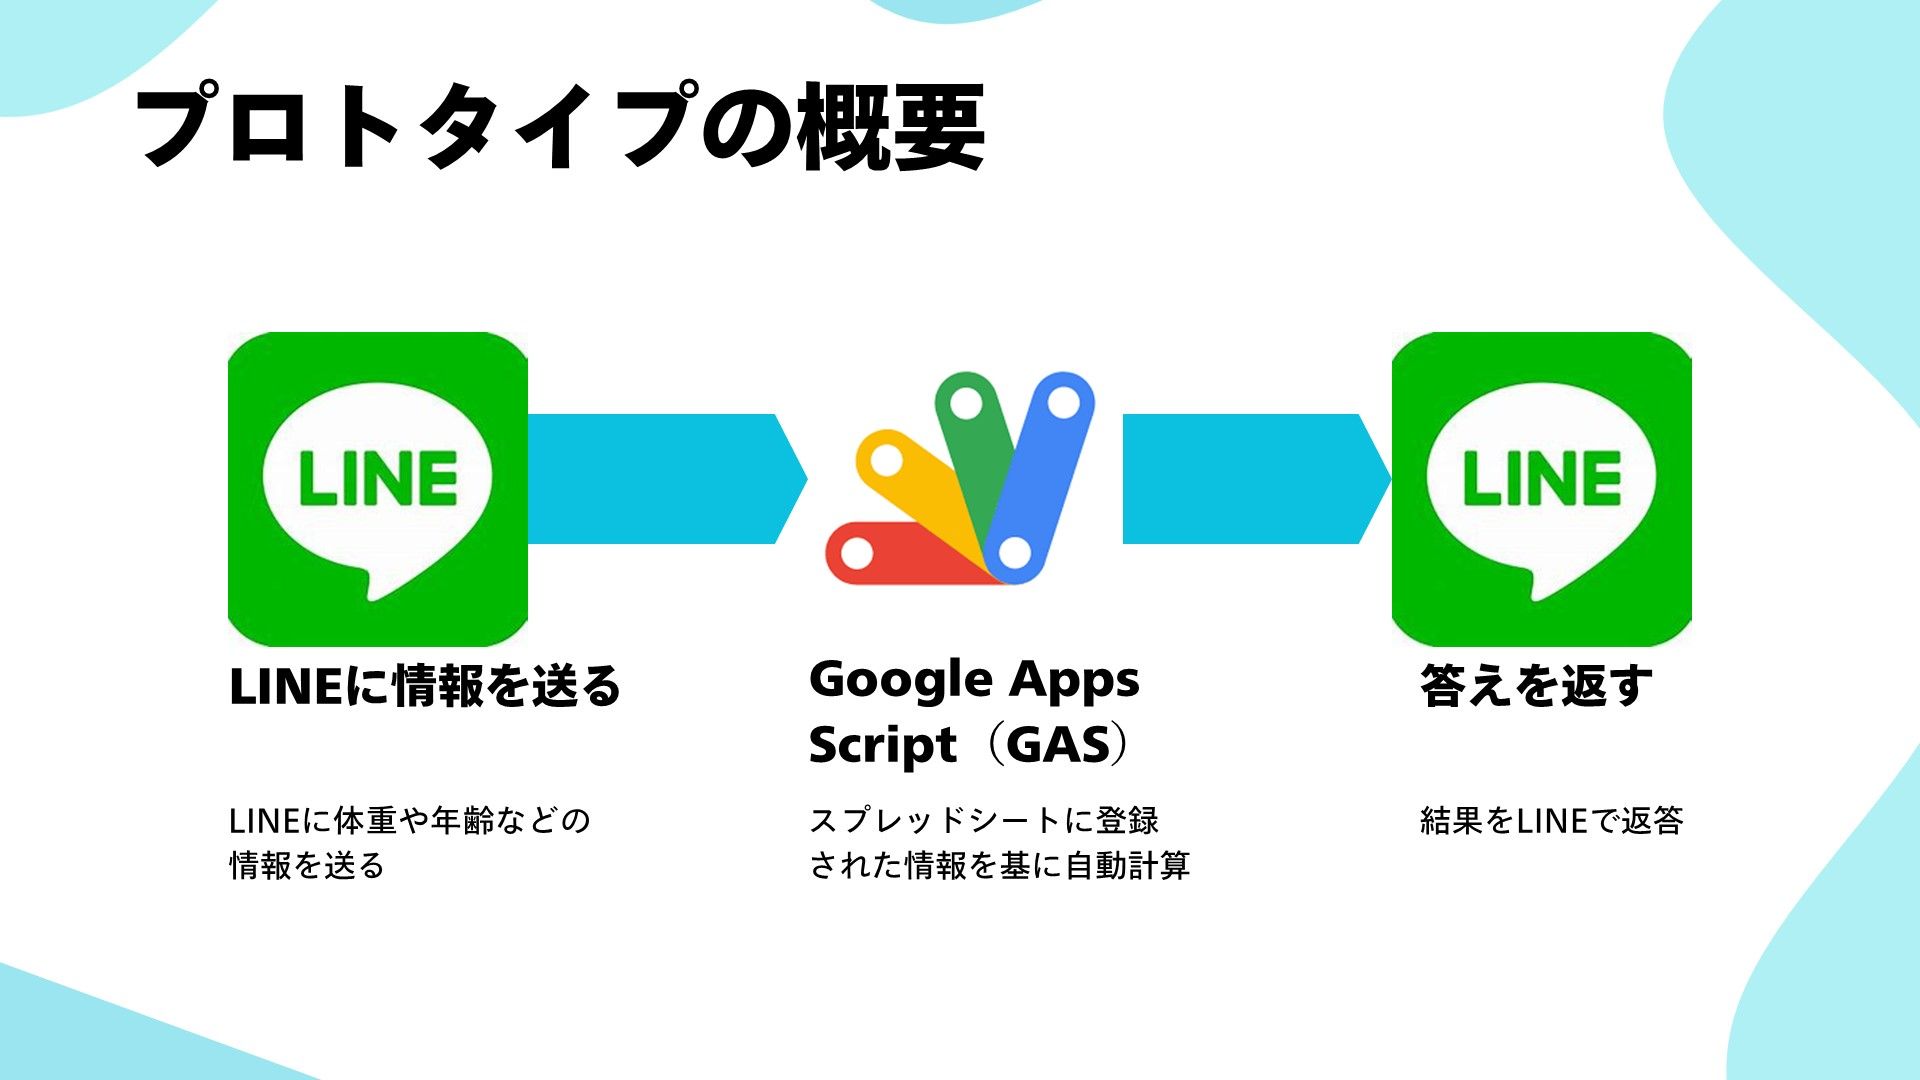 プロトタイプの概要
LINE
LINE
LINEに情報を送る
Google Apps
Script（GAS）
答えを返す
LINEに体重や年齢などの
情報を送る
スプレッドシートに登録
された情報を基に自動計算
結果をLINEで返答